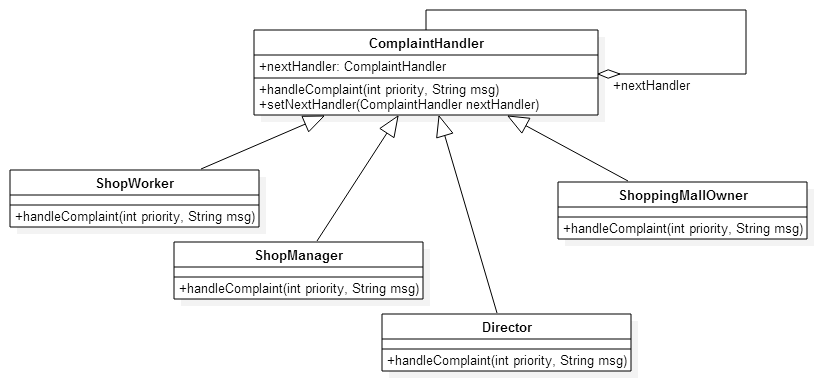 ComplaintHandler
+nextHandler: ComplaintHandler
+handleComplaint(int priority, String msg)
+setNextHandler(ComplaintHandler nextHandler)
+nextHandler
ShopWorker
+handleComplaint(int priority, String msg)
ShoppingMallOwner
+handleComplaint(int priority, String msg)
ShopManager
+handleComplaint(int priority, String msg)
Director
+handleComplaint(int priority, String msg)